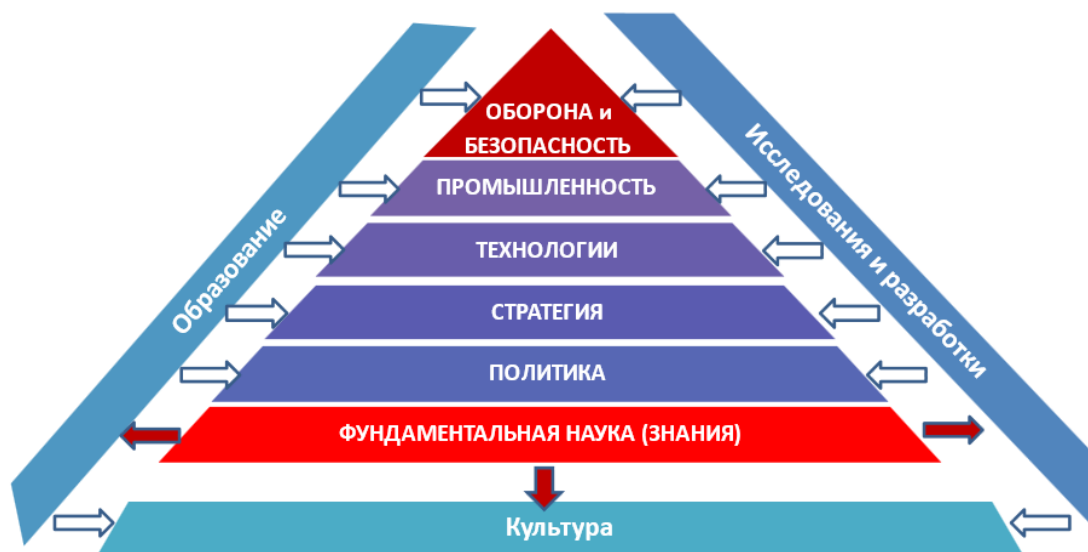 ОБОРОНА и
БЕЗОПАСНОСТЬ
ПРОМЫШЛЕННОСТЬ
ТЕХНОЛОГИИ
СТРАТЕГИЯ
ПОЛИТИКА
ФУНДАМЕНТАЛЬНАЯ НАУКА (ЗНАНИЯ)
Культура
Образование
Исследования и разработки